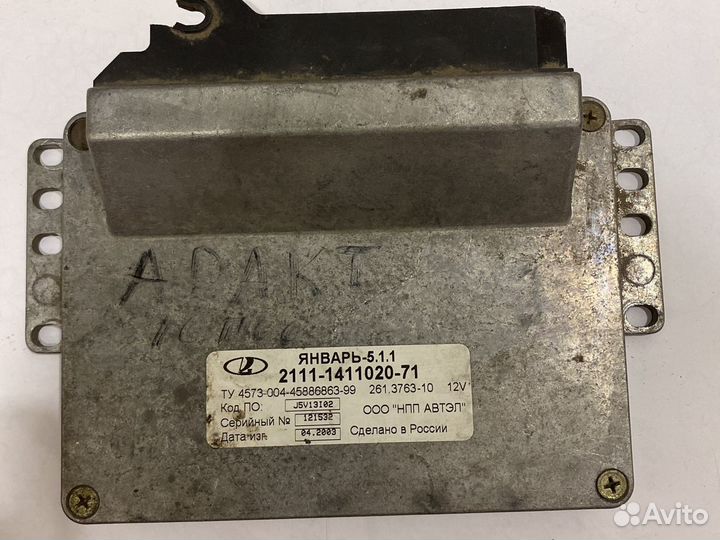 АПАКТ
ЯНВАРЬ-5.1.1
2111-1411020-71
ТУ 4573-004-45886863-99 261.3763-10 12V
Код ПО: J5V13I02 ООО "НПП АВТЭЛ"
Серийный № 121532
Дата изг. 04.2003 Сделано в России
Avito